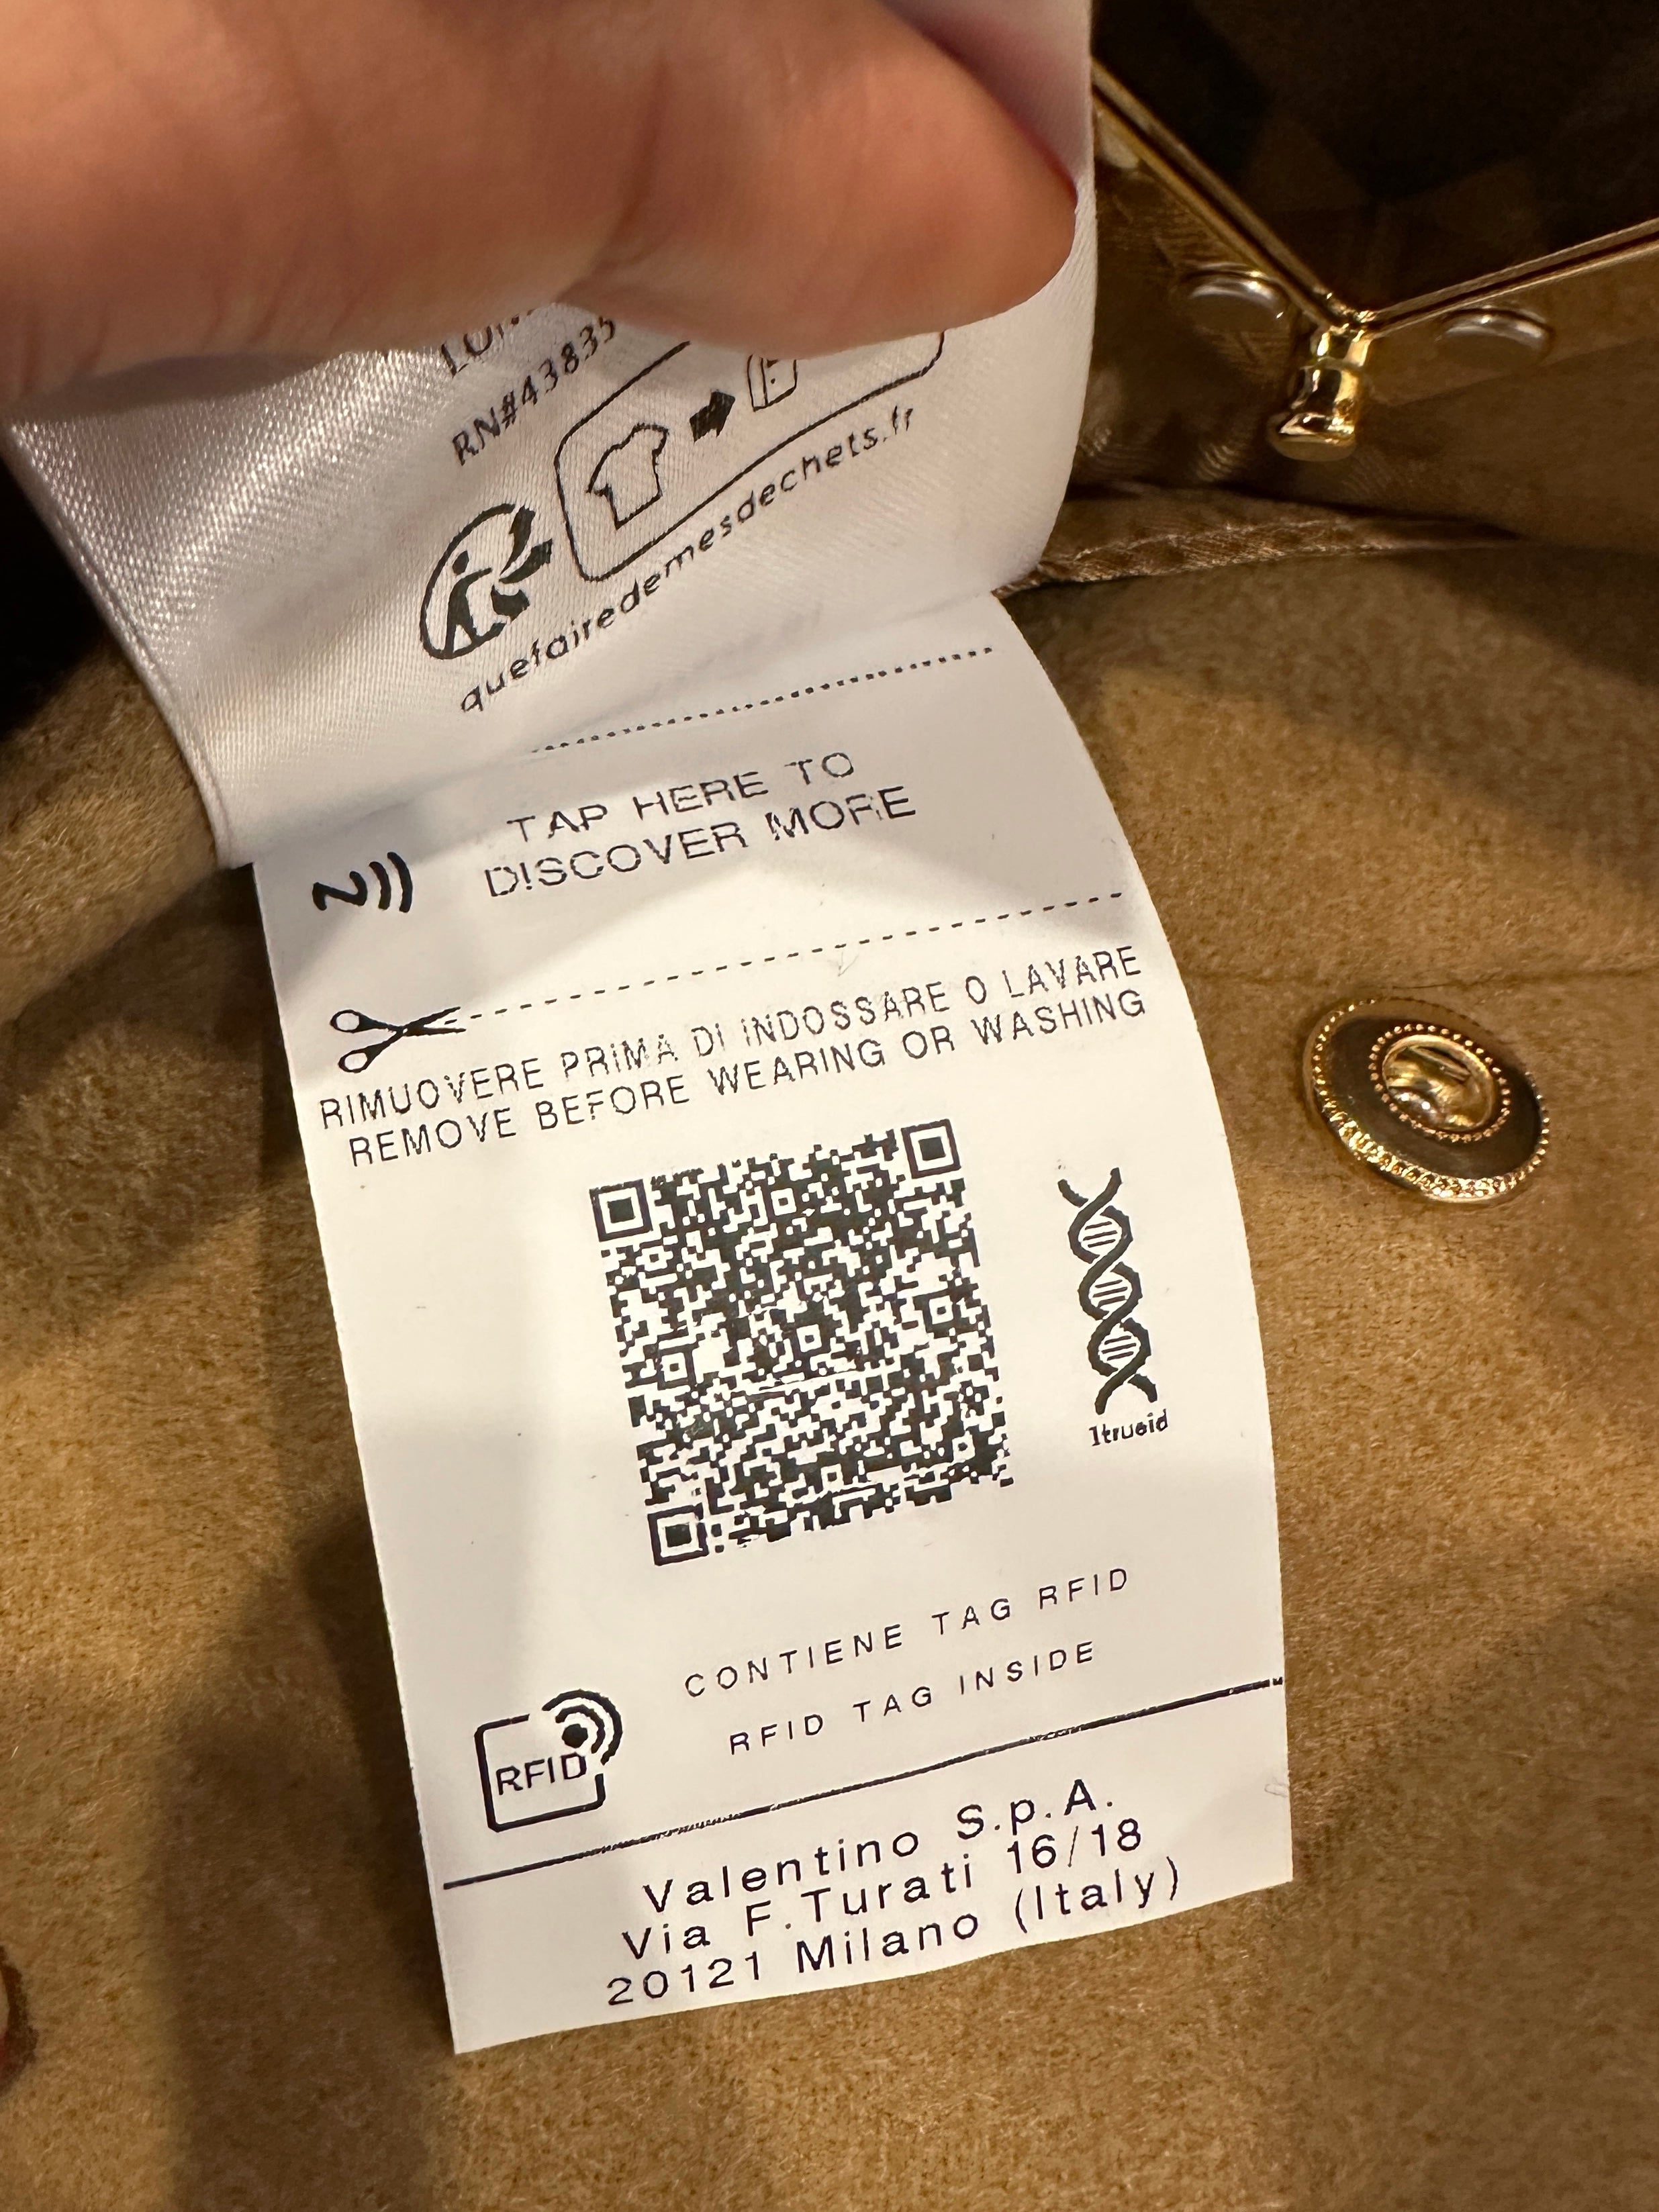 RN#43835
quefairedemesdechets.fr
TAP HERE TO
DISCOVER MORE
RIMUOVERE PRIMA DI INDOSSARE O LAVARE
REMOVE BEFORE WEARING OR WASHING
1trueid
CONTIENE TAG RFID
RFID TAG INSIDE
RFID
Valentino S.p.A.
Via F.Turati 16/18
20121 Milano (Italy)